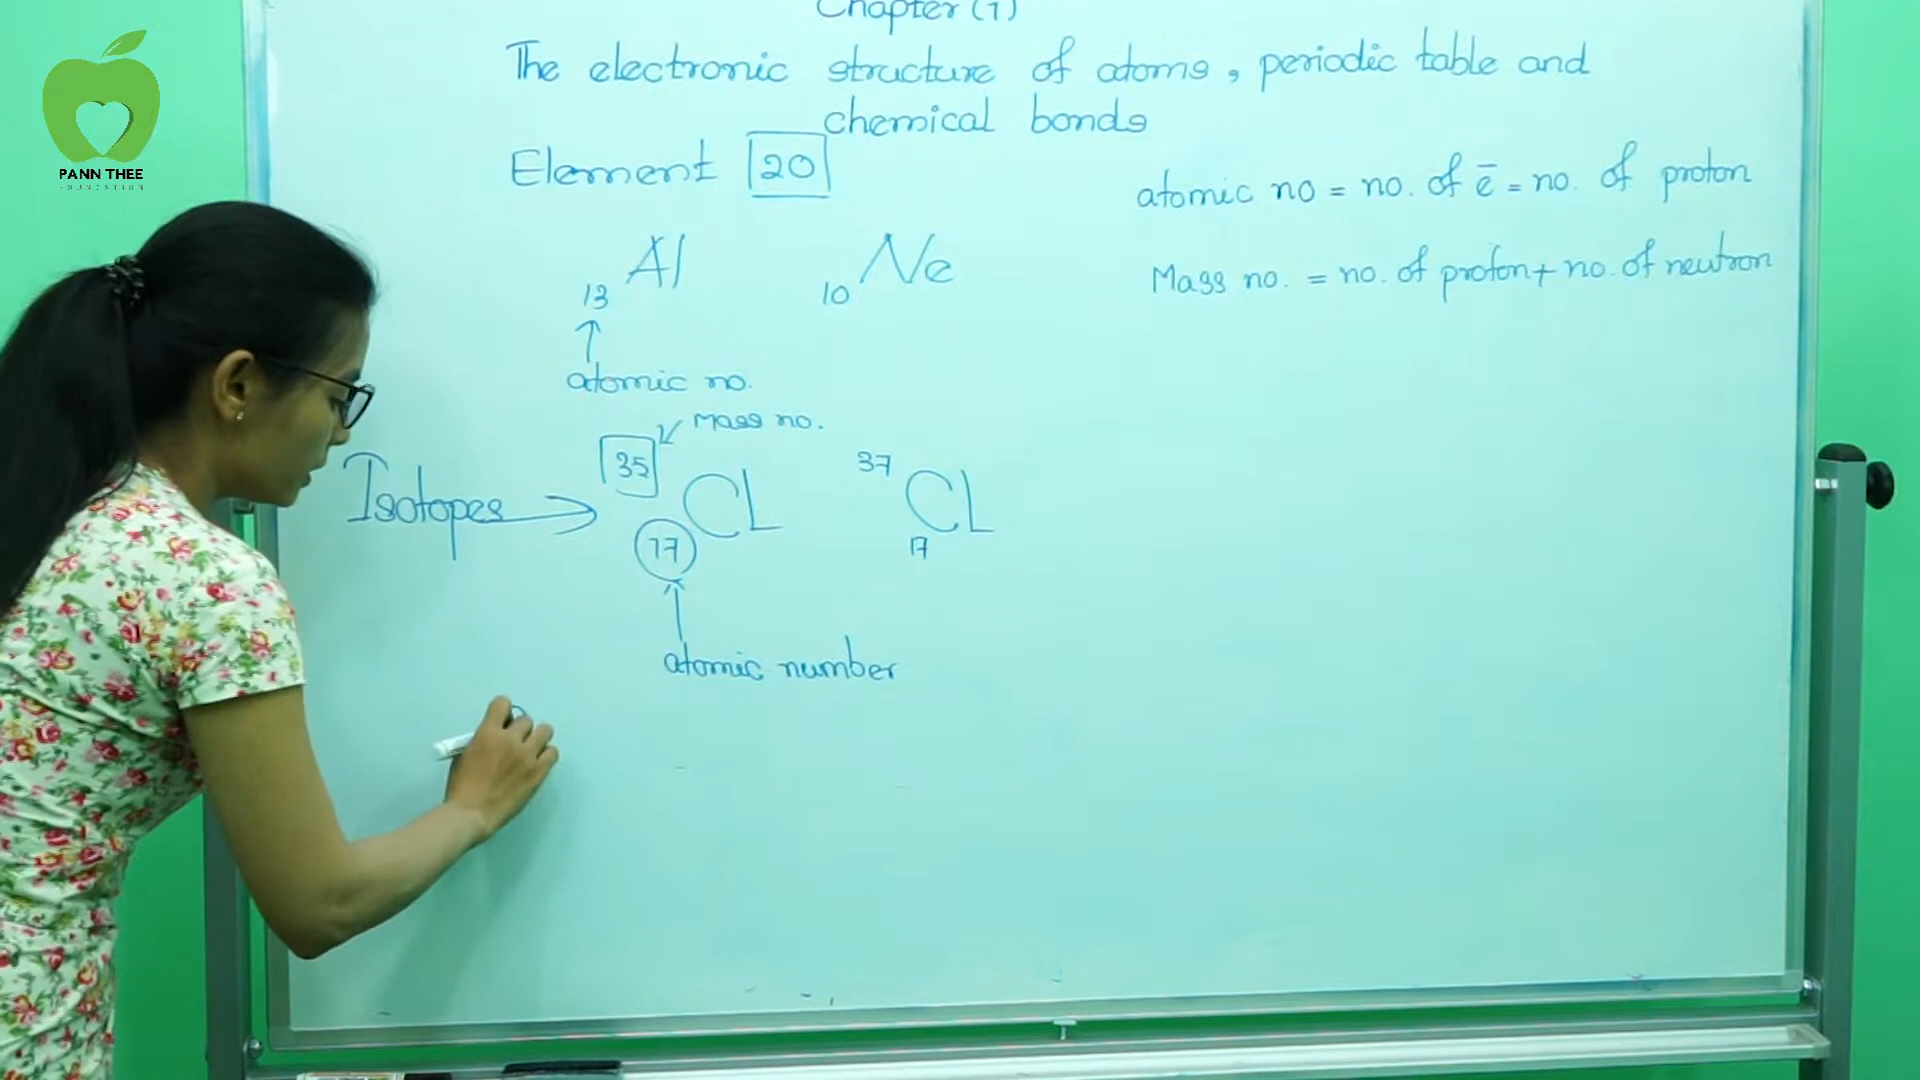 Chapter (1)
The electronic structure of atoms, periodic table and
chemical bonds
Element 20
atomic no = no. of e̅ = no. of proton
Mass no. = no. of proton + no. of neutron
13 Al
10 Ne
atomic no.
Mass no.
Isotopes
35 CL 17
37 CL 17
atomic number
PANN THEE
FOUNDATION